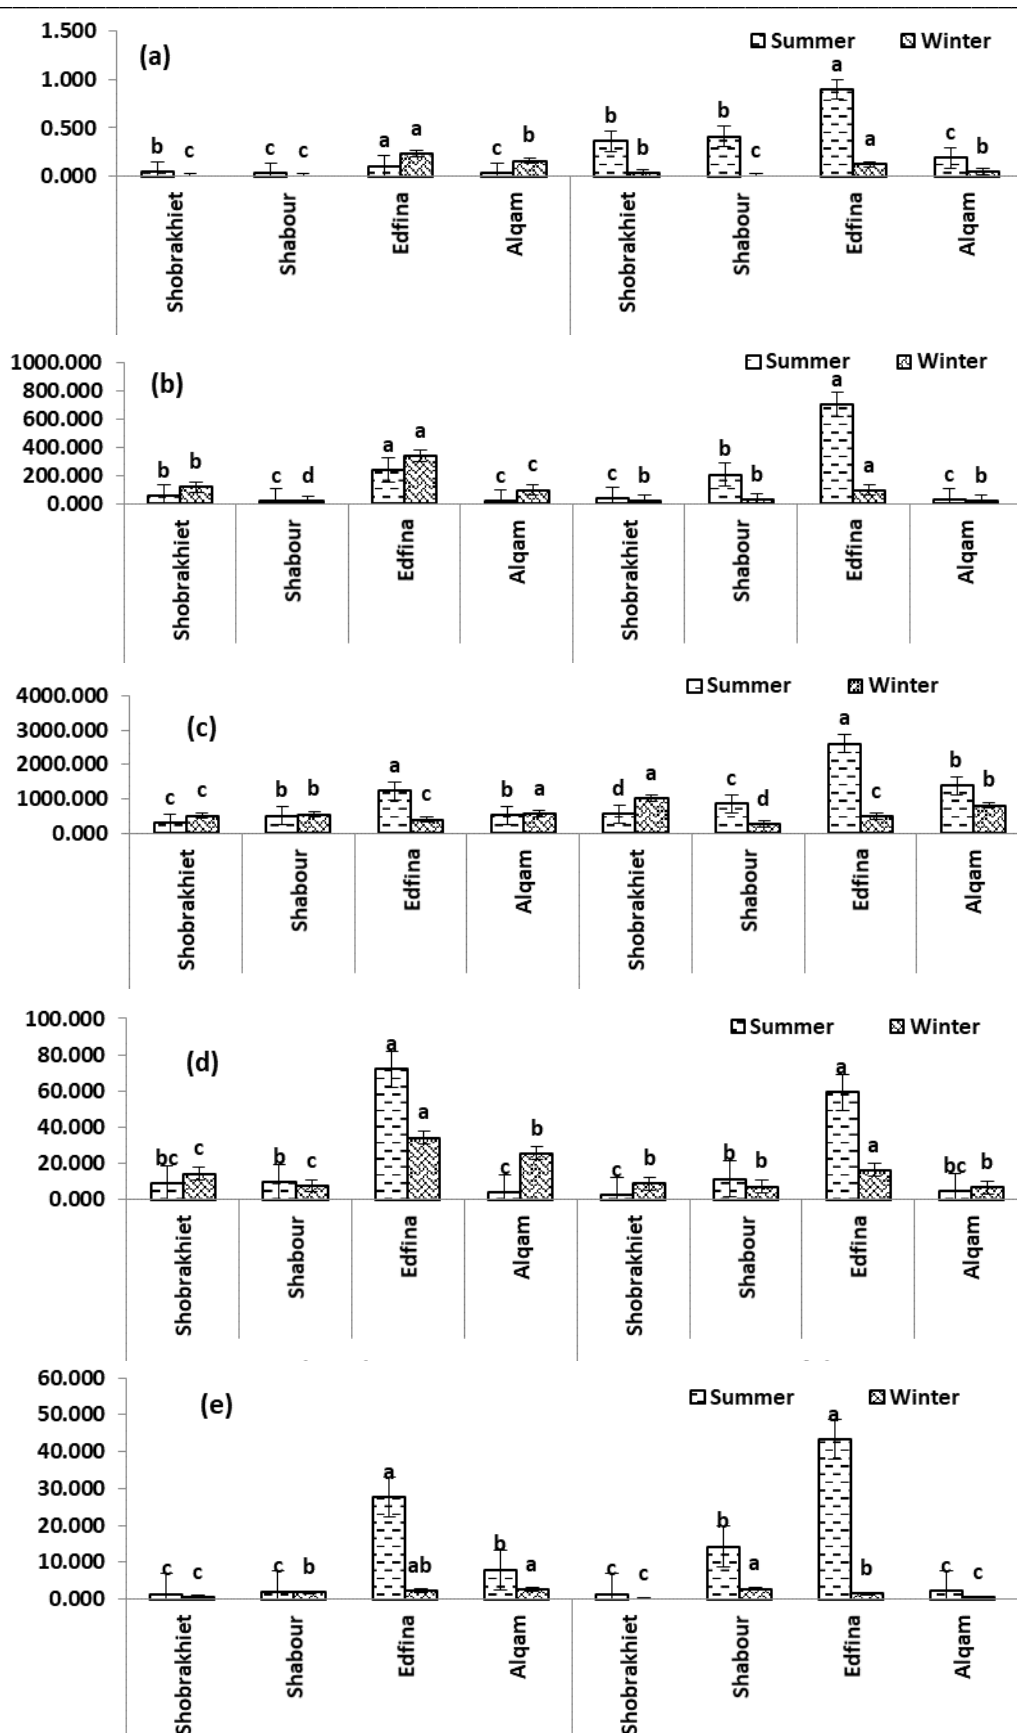 1.500
(a)
Summer Winter
a
1.000
b b
0.500
b c c c a a c b b c a c b
0.000
Shobrakhiet Shabour Edfina Alqam Shobrakhiet Shabour Edfina Alqam
1000.000
Summer Winter
(b)
a
800.000
600.000
400.000
b b c d a a c c c b b b a c b
200.000
0.000
Shobrakhiet Shabour Edfina Alqam Shobrakhiet Shabour Edfina Alqam
Summer Winter
4000.000
(c)
a
3000.000
2000.000
c c b b a c b a d a c d c b b
1000.000
0.000
Shobrakhiet Shabour Edfina Alqam Shobrakhiet Shabour Edfina Alqam
100.000
Summer Winter
(d)
a a
80.000
60.000
40.000
bc c b c a c b c b b b a bc b
20.000
0.000
Shobrakhiet Shabour Edfina Alqam Shobrakhiet Shabour Edfina Alqam
60.000
Summer Winter
(e)
a
50.000
40.000
30.000
a
20.000
c c c b ab b a c c b a b c c
10.000
0.000
Shobrakhiet Shabour Edfina Alqam Shobrakhiet Shabour Edfina Alqam